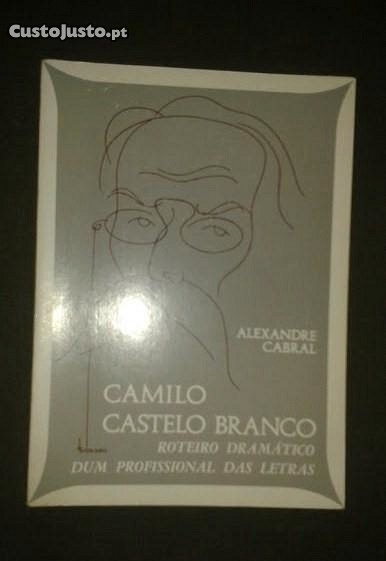 CustoJusto.pt
ALEXANDRE
CABRAL
CAMILO
CASTELO BRANCO
ROTEIRO DRAMÁTICO
DUM PROFISSIONAL DAS LETRAS